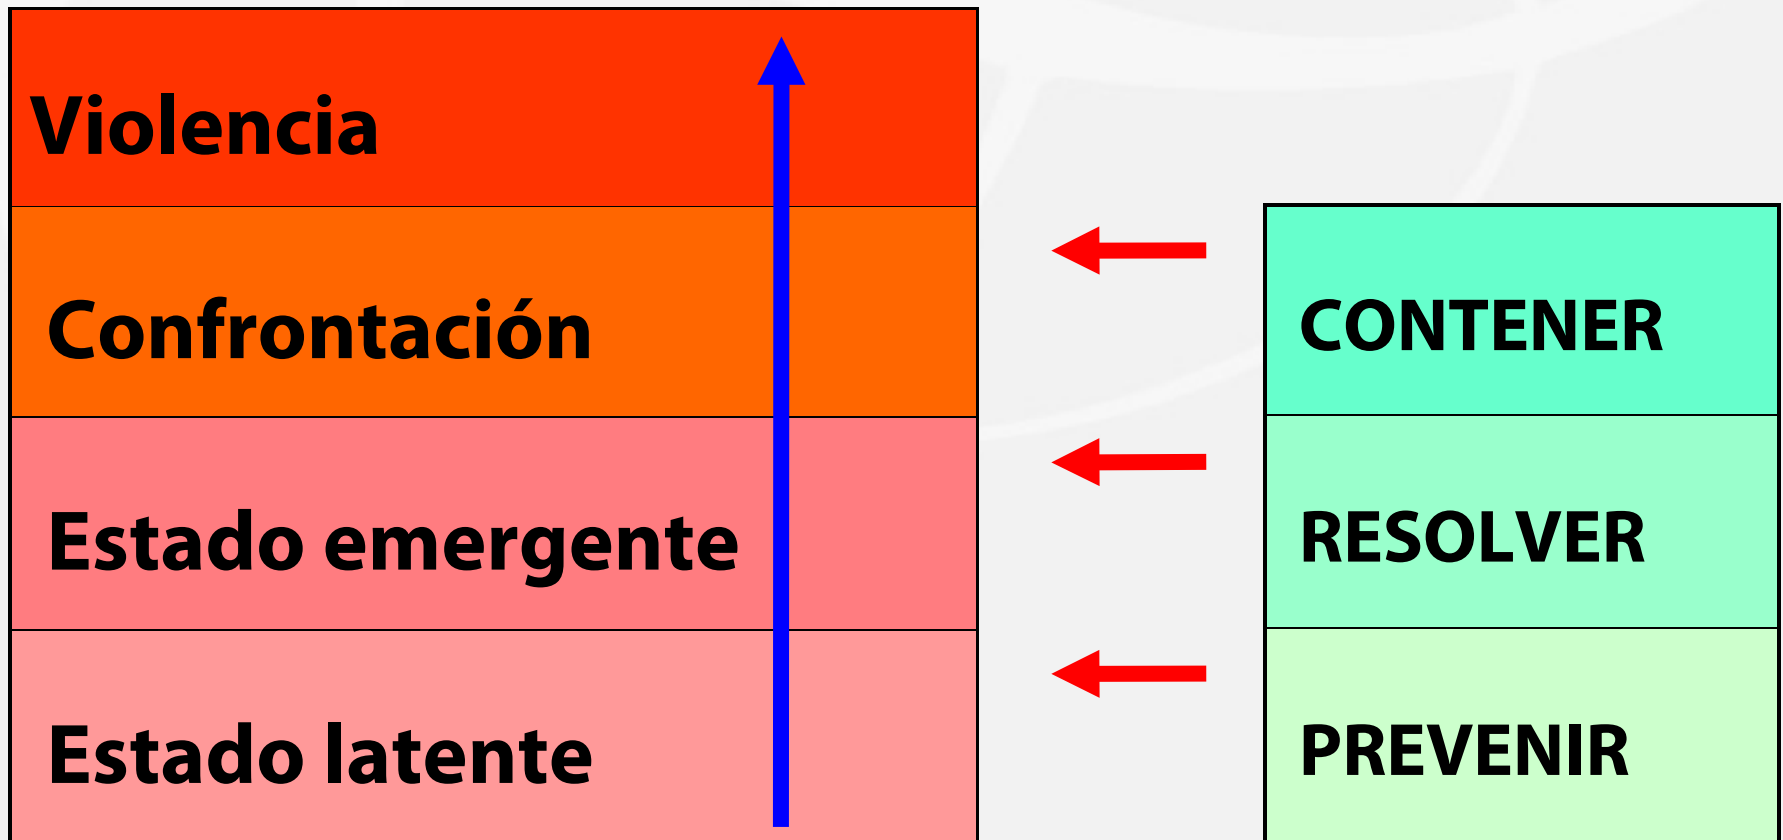 Violencia
Confrontación
CONTENER
Estado emergente
RESOLVER
Estado latente
PREVENIR